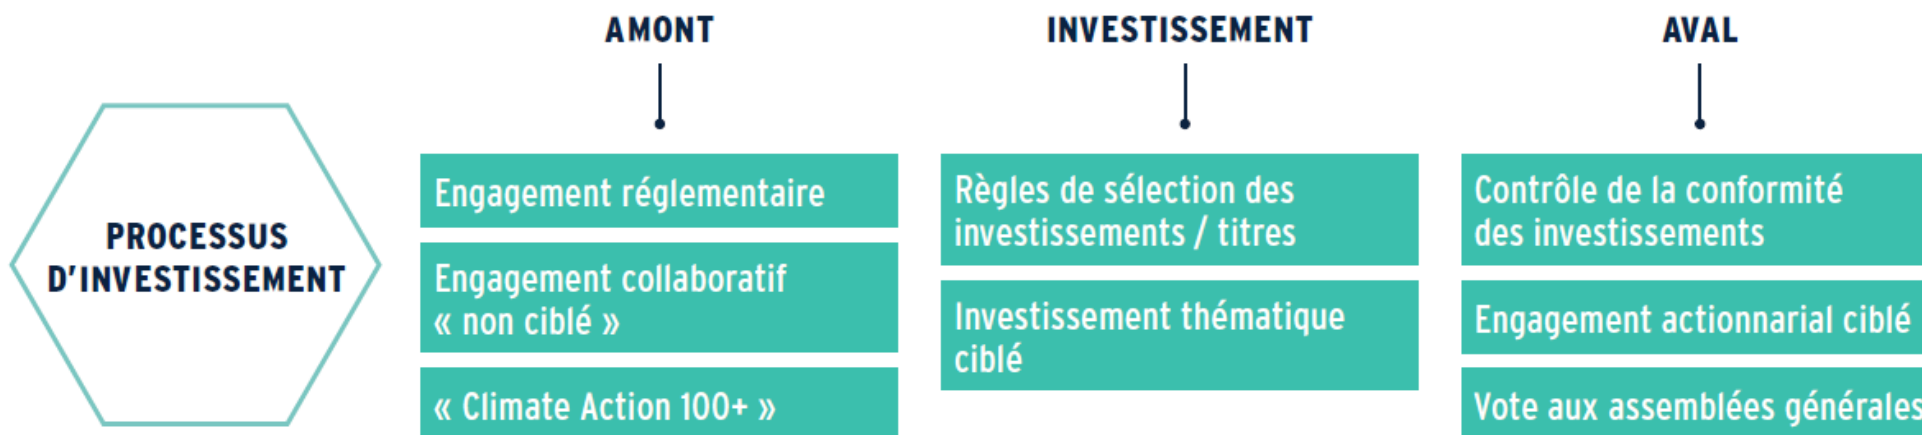 PROCESSUS
D'INVESTISSEMENT
AMONT
Engagement réglementaire
Engagement collaboratif
« non ciblé »
« Climate Action 100+ »
INVESTISSEMENT
Règles de sélection des
investissements / titres
Investissement thématique
ciblé
AVAL
Contrôle de la conformité
des investissements
Engagement actionnarial ciblé
Vote aux assemblées générales